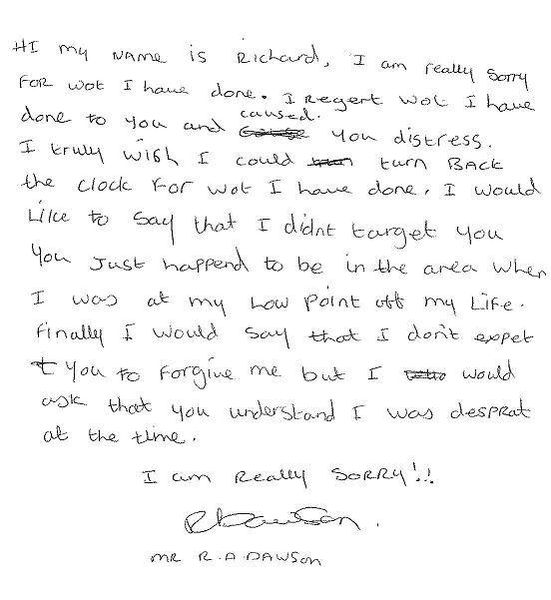 HI my NAME is Richard, I am really Sorry
FOR wot I have done. I Regert wot I have
done to you and caused. you distress.
I truly wish I could turn BACK
the clock For wot I have done, I would
Like to say that I didnt target you
You Just happend to be in the area when
I was at my Low Point off my Life.
Finally I would say that I don't expet
t you to Forgive me but I would
ask that you understand I was desprat
at the time.
I am Really SORRY!!
RDawson.
MR R.A DAWSON